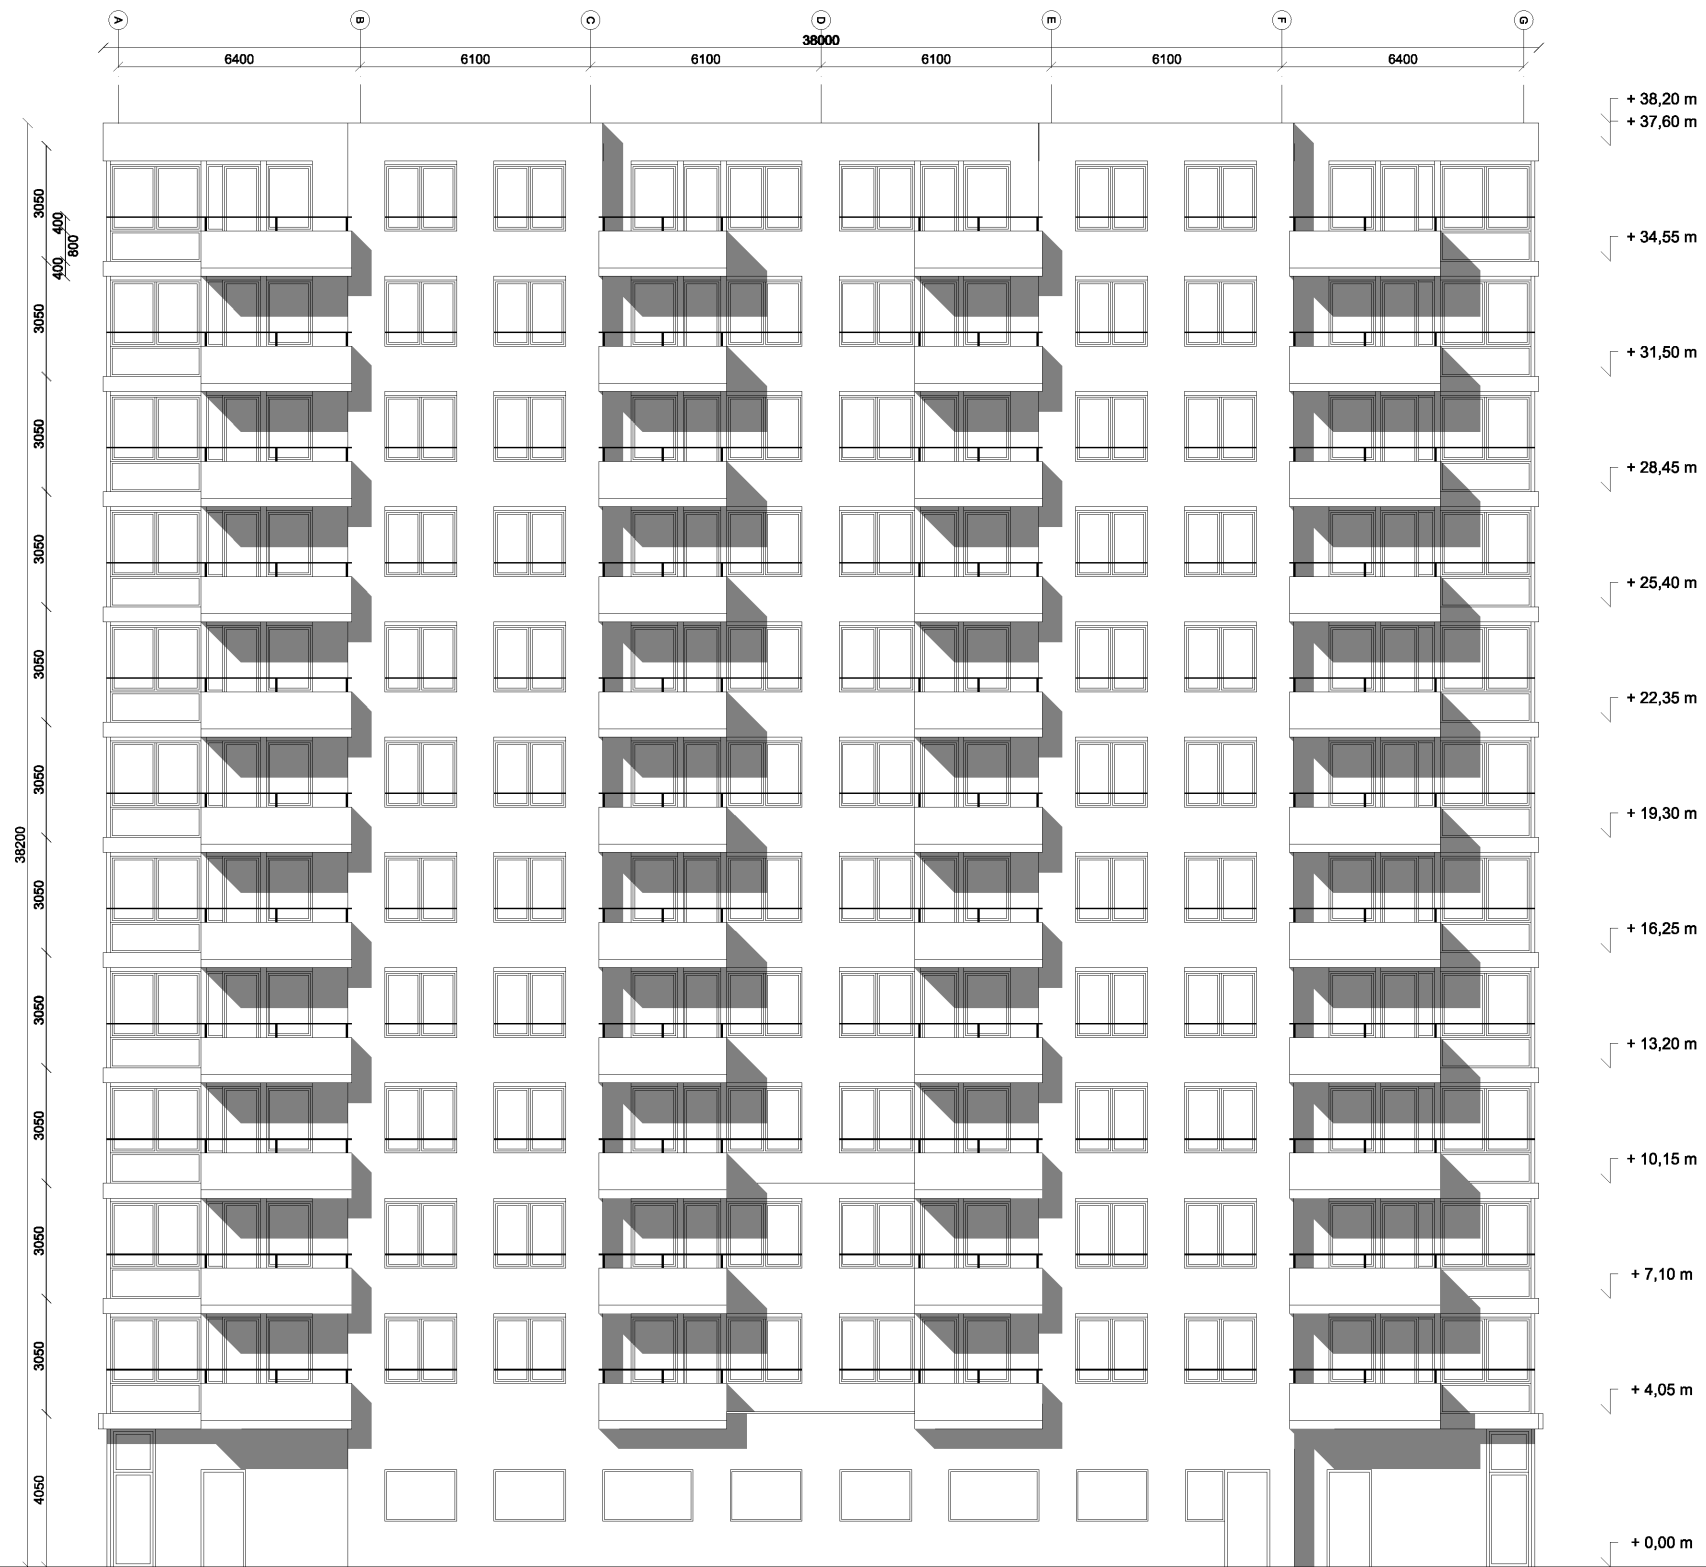 A B C D E F G
38000
6400 6100 6100 6100 6100 6400
+ 38,20 m
+ 37,60 m
3050
400
800
400
+ 34,55 m
3050
+ 31,50 m
3050
+ 28,45 m
3050
+ 25,40 m
3050
+ 22,35 m
3050
+ 19,30 m
38200
3050
+ 16,25 m
3050
+ 13,20 m
3050
+ 10,15 m
3050
+ 7,10 m
3050
+ 4,05 m
4050
+ 0,00 m